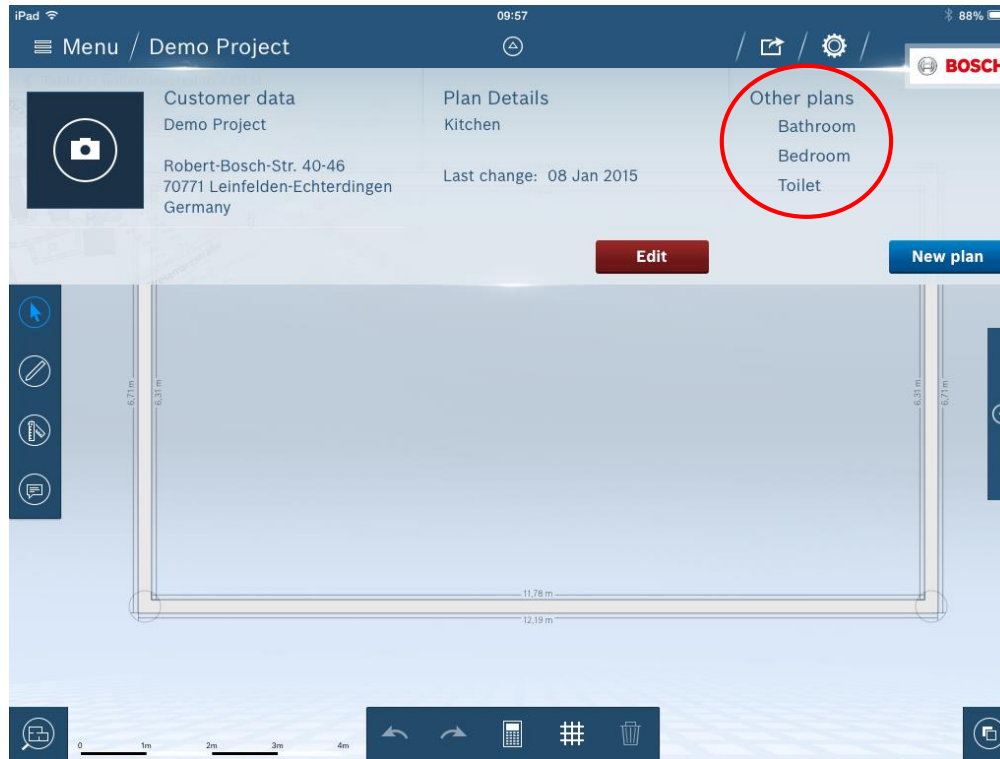 iPad 09:57 88%
Menu / Demo Project
BOSCH
Customer data
Demo Project
Robert-Bosch-Str. 40-46
70771 Leinfelden-Echterdingen
Germany
Plan Details
Kitchen
Last change: 08 Jan 2015
Other plans
Bathroom
Bedroom
Toilet
Edit
New plan
6,71 m
6,31 m
6,31 m
6,71 m
11,78 m
12,19 m
0 1m 2m 3m 4m